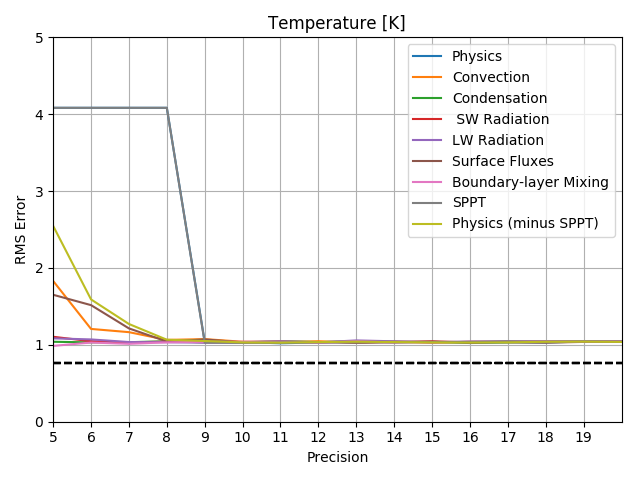 Temperature [K]
5
4
3
2
1
0
RMS Error
5 6 7 8 9 10 11 12 13 14 15 16 17 18 19
Precision
Physics
Convection
Condensation
SW Radiation
LW Radiation
Surface Fluxes
Boundary-layer Mixing
SPPT
Physics (minus SPPT)